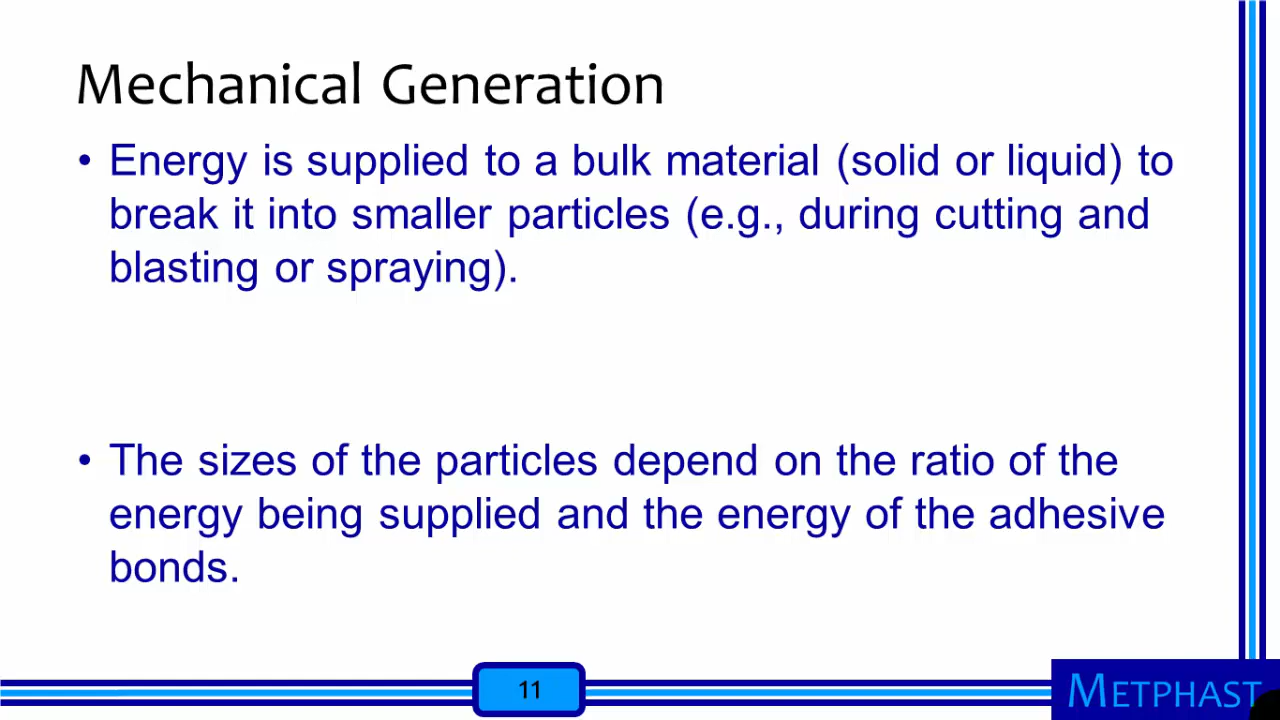 Mechanical Generation
• Energy is supplied to a bulk material (solid or liquid) to
break it into smaller particles (e.g., during cutting and
blasting or spraying).
• The sizes of the particles depend on the ratio of the
energy being supplied and the energy of the adhesive
bonds.
11
METPHAST